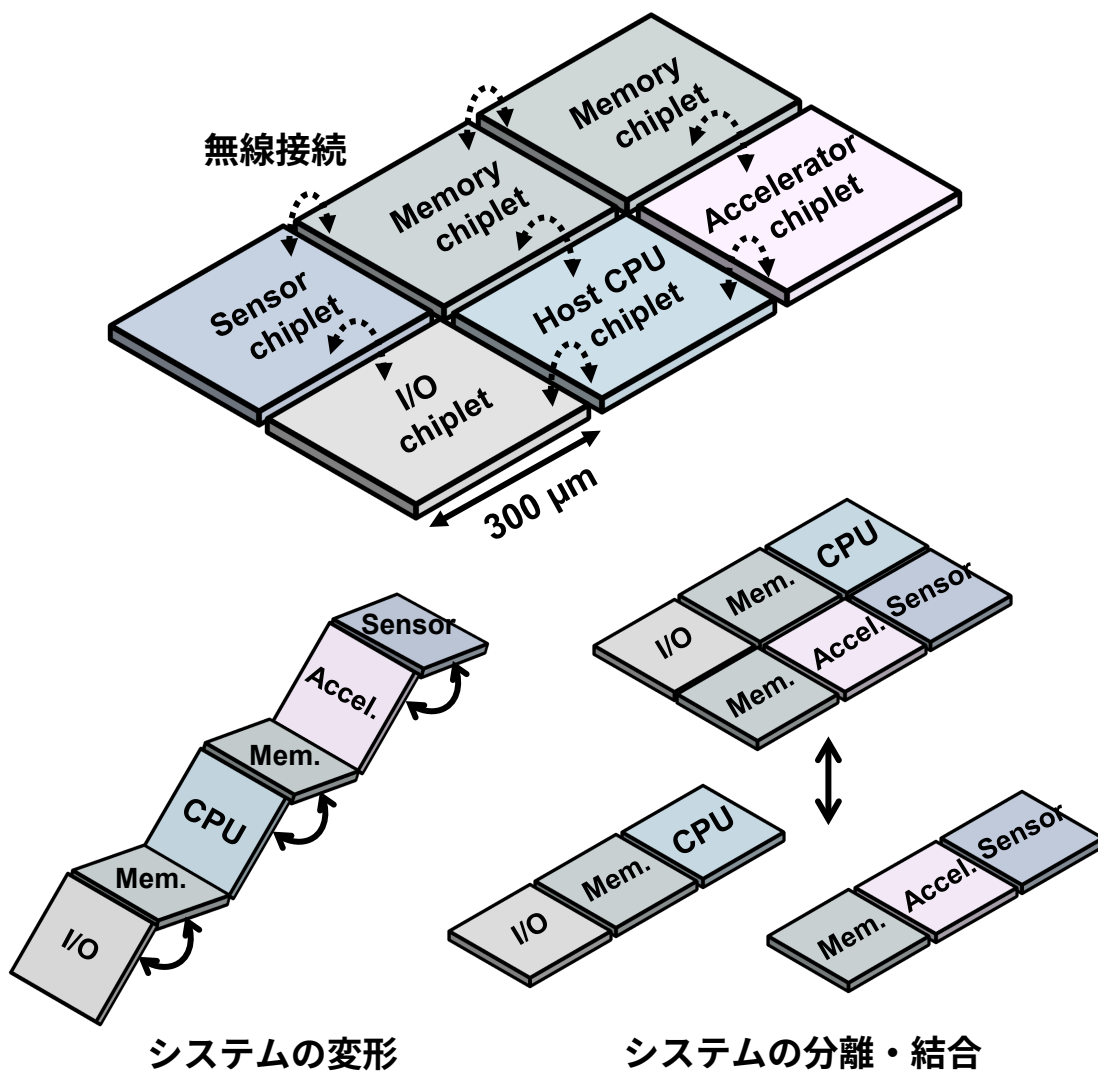 Memory
chiplet
無線接続
Memory
chiplet
Accelerator
chiplet
Sensor
chiplet
Host CPU
chiplet
I/O
chiplet
300 µm
CPU
Mem.
Sensor
I/O
Accel.
Mem.
Sensor
Accel.
Mem.
CPU
Mem.
I/O
CPU
Mem.
I/O
Sensor
Accel.
Mem.
システムの変形
システムの分離・結合